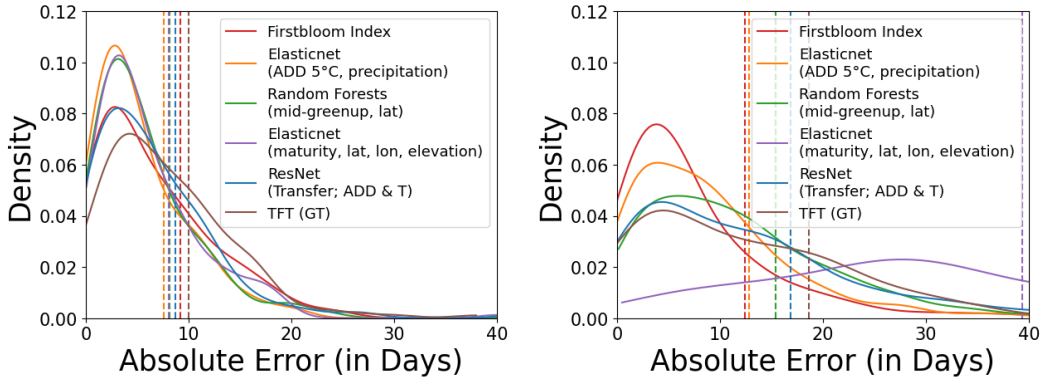 0.12
0.10
0.08
0.06
0.04
0.02
0.00
Density
0
10
20
30
40
Absolute Error (in Days)
Firstbloom Index
Elasticnet
(ADD 5°C, precipitation)
Random Forests
(mid-greenup, lat)
Elasticnet
(maturity, lat, lon, elevation)
ResNet
(Transfer; ADD & T)
TFT (GT)
0.12
0.10
0.08
0.06
0.04
0.02
0.00
Density
0
10
20
30
40
Absolute Error (in Days)
Firstbloom Index
Elasticnet
(ADD 5°C, precipitation)
Random Forests
(mid-greenup, lat)
Elasticnet
(maturity, lat, lon, elevation)
ResNet
(Transfer; ADD & T)
TFT (GT)